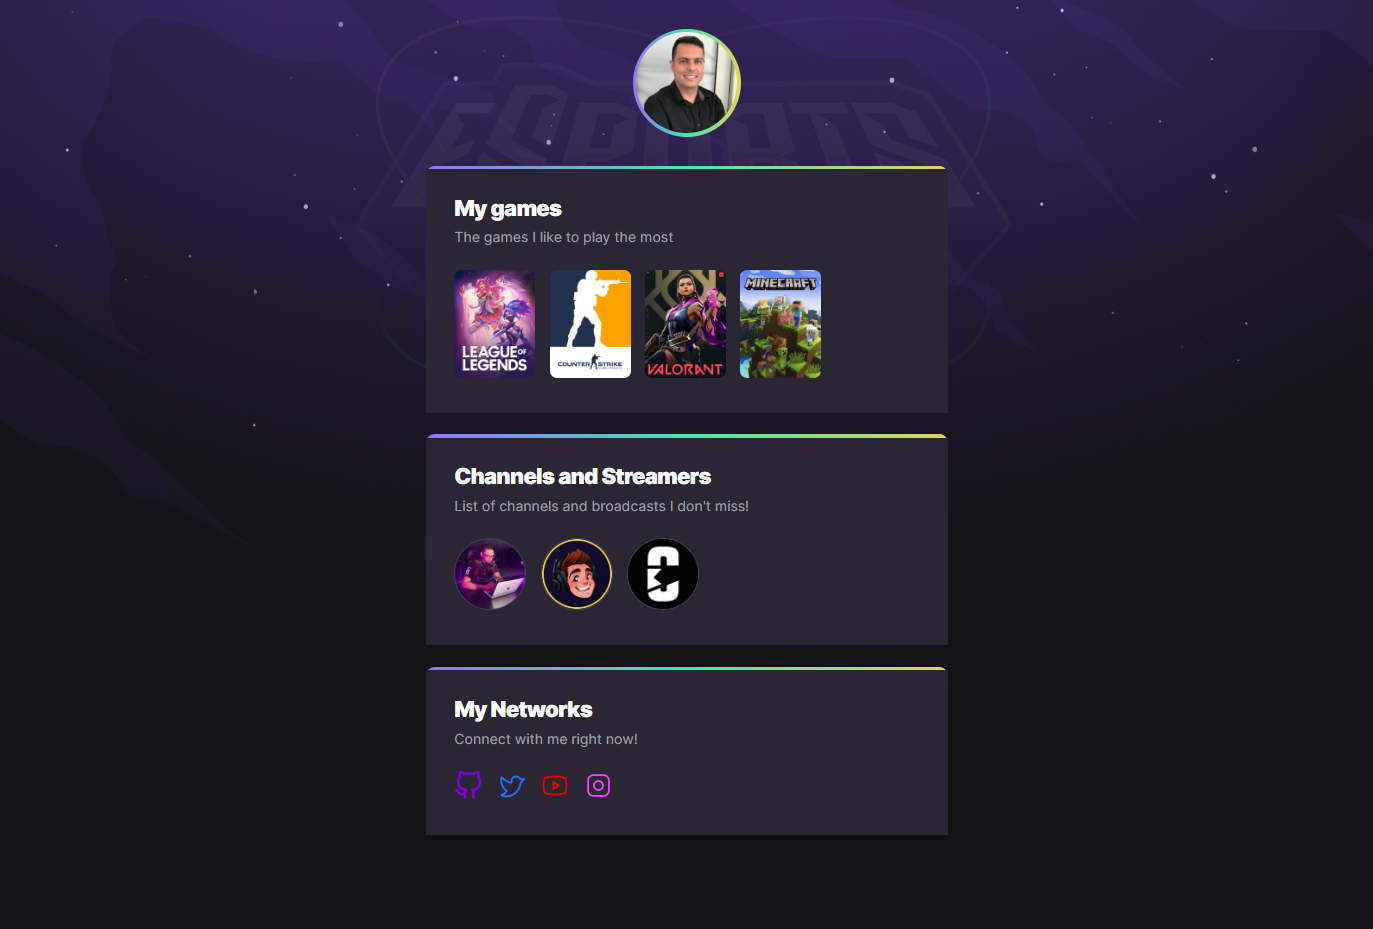 ESPORTS
My games
The games I like to play the most
LEAGUE OF
LEGENDS
COUNTER STRIKE
VALORANT
MINECRAFT
Channels and Streamers
List of channels and broadcasts I don't miss!
My Networks
Connect with me right now!